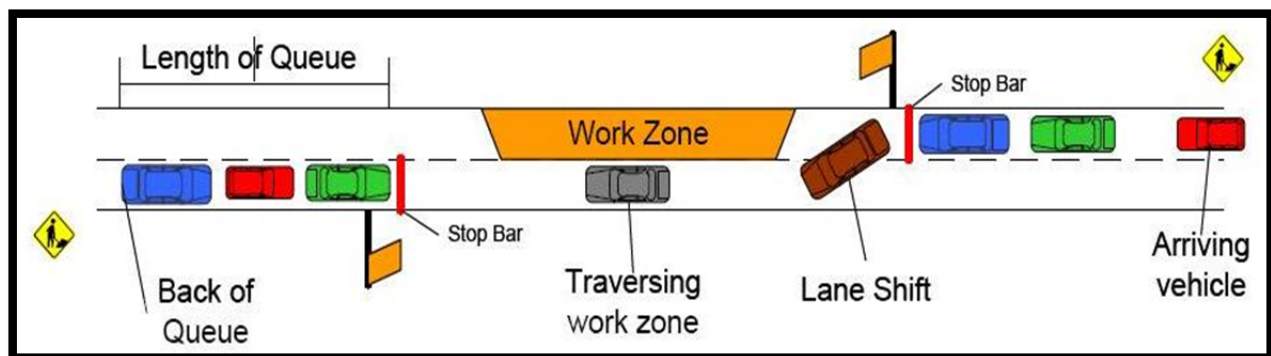 Length of Queue
Stop Bar
Work Zone
Stop Bar
Back of
Queue
Traversing
work zone
Lane Shift
Arriving
vehicle